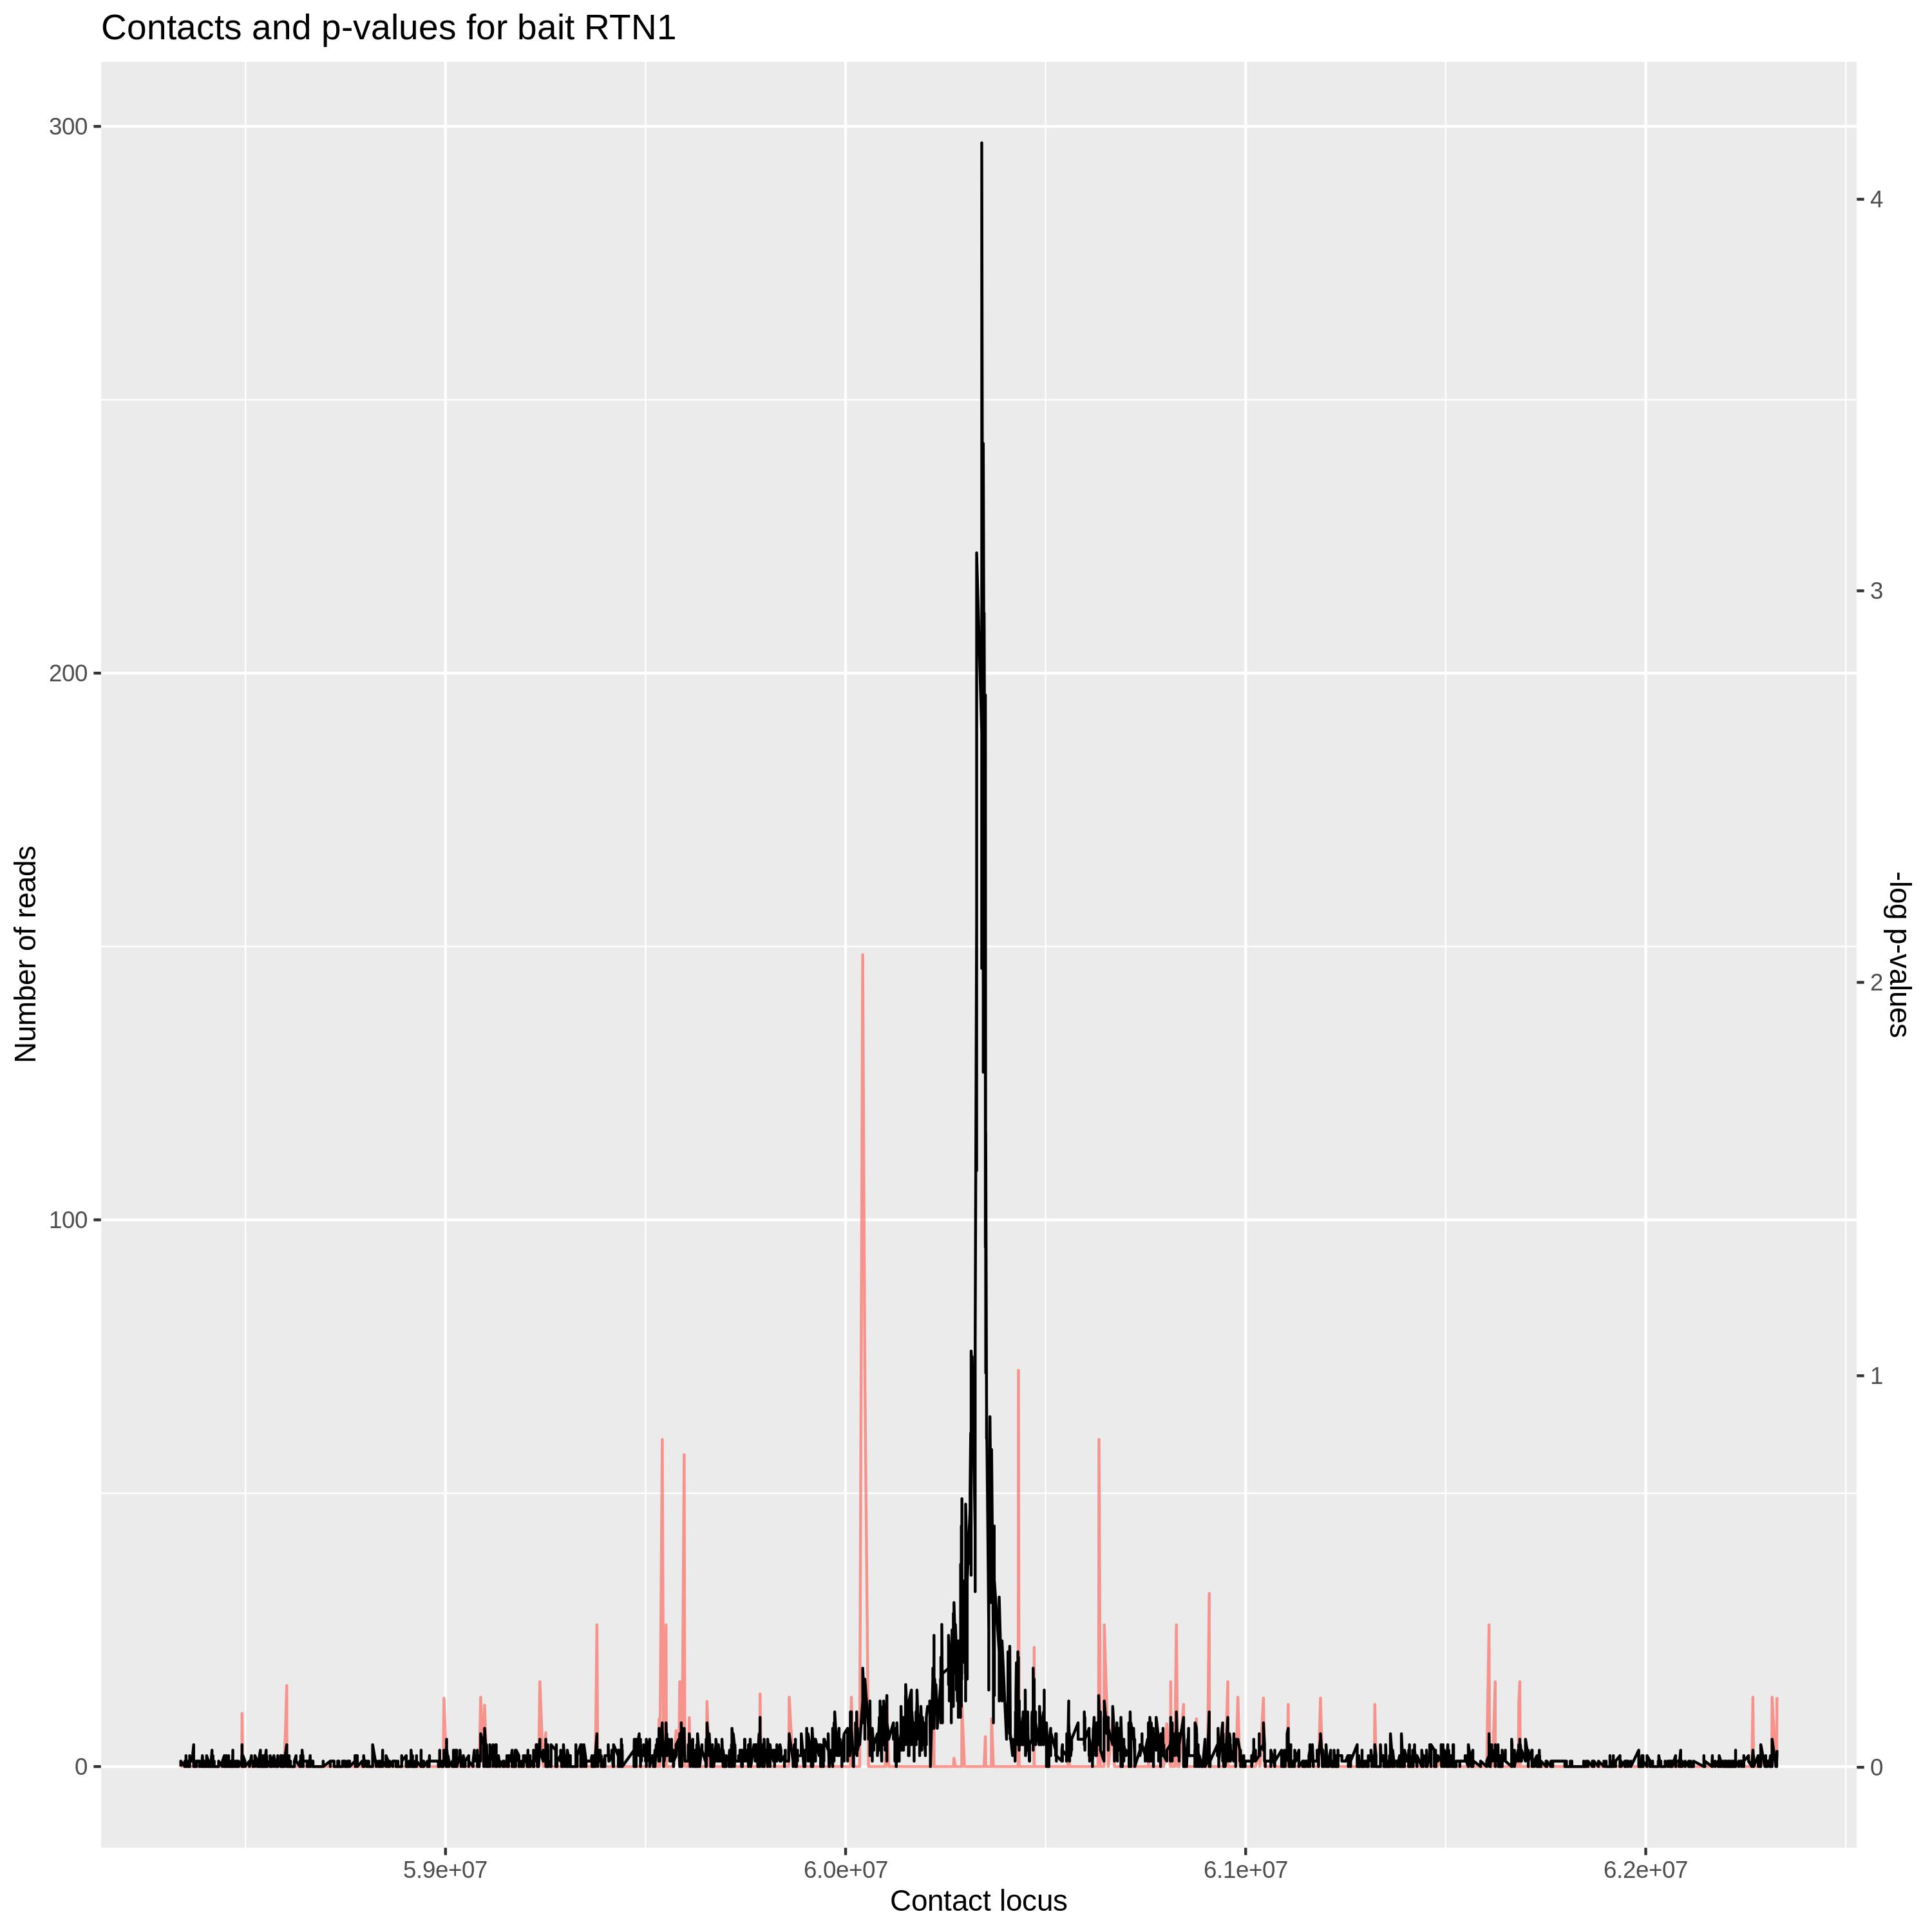 Contacts and p-values for bait RTN1
300
200
100
0
Number of reads
4
3
2
1
0
-log p-values
5.9e+07
6.0e+07
6.1e+07
6.2e+07
Contact locus